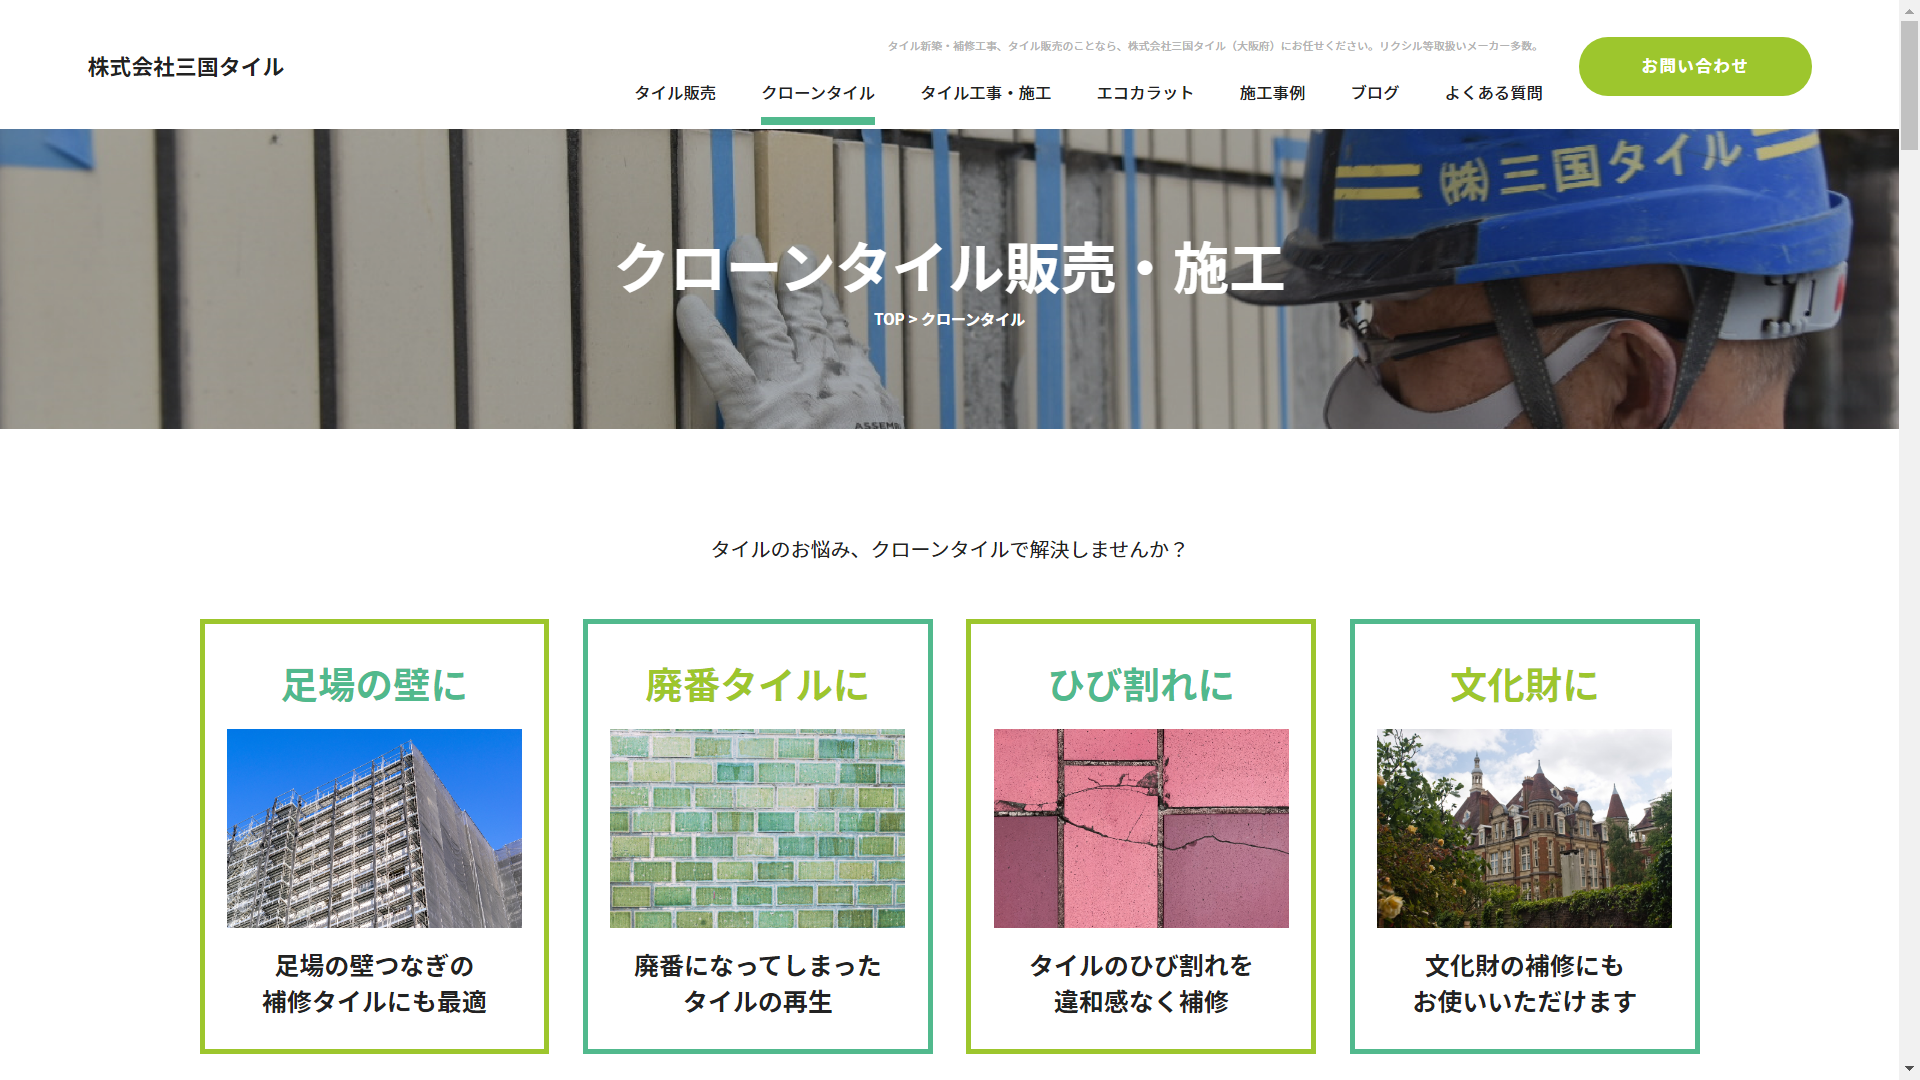 株式会社三国タイル
タイル新築・補修工事、タイル販売のことなら、株式会社三国タイル（大阪府）にお任せください。リクシル等取扱いメーカー多数。
お問い合わせ
タイル販売 クローンタイル タイル工事・施工 エコカラット 施工事例 ブログ よくある質問
㈱三国タイル
クローンタイル販売・施工
TOP > クローンタイル
ASSEMB
タイルのお悩み、クローンタイルで解決しませんか？
足場の壁に
足場の壁つなぎの
補修タイルにも最適
廃番タイルに
廃番になってしまった
タイルの再生
ひび割れに
タイルのひび割れを
違和感なく補修
文化財に
文化財の補修にも
お使いいただけます